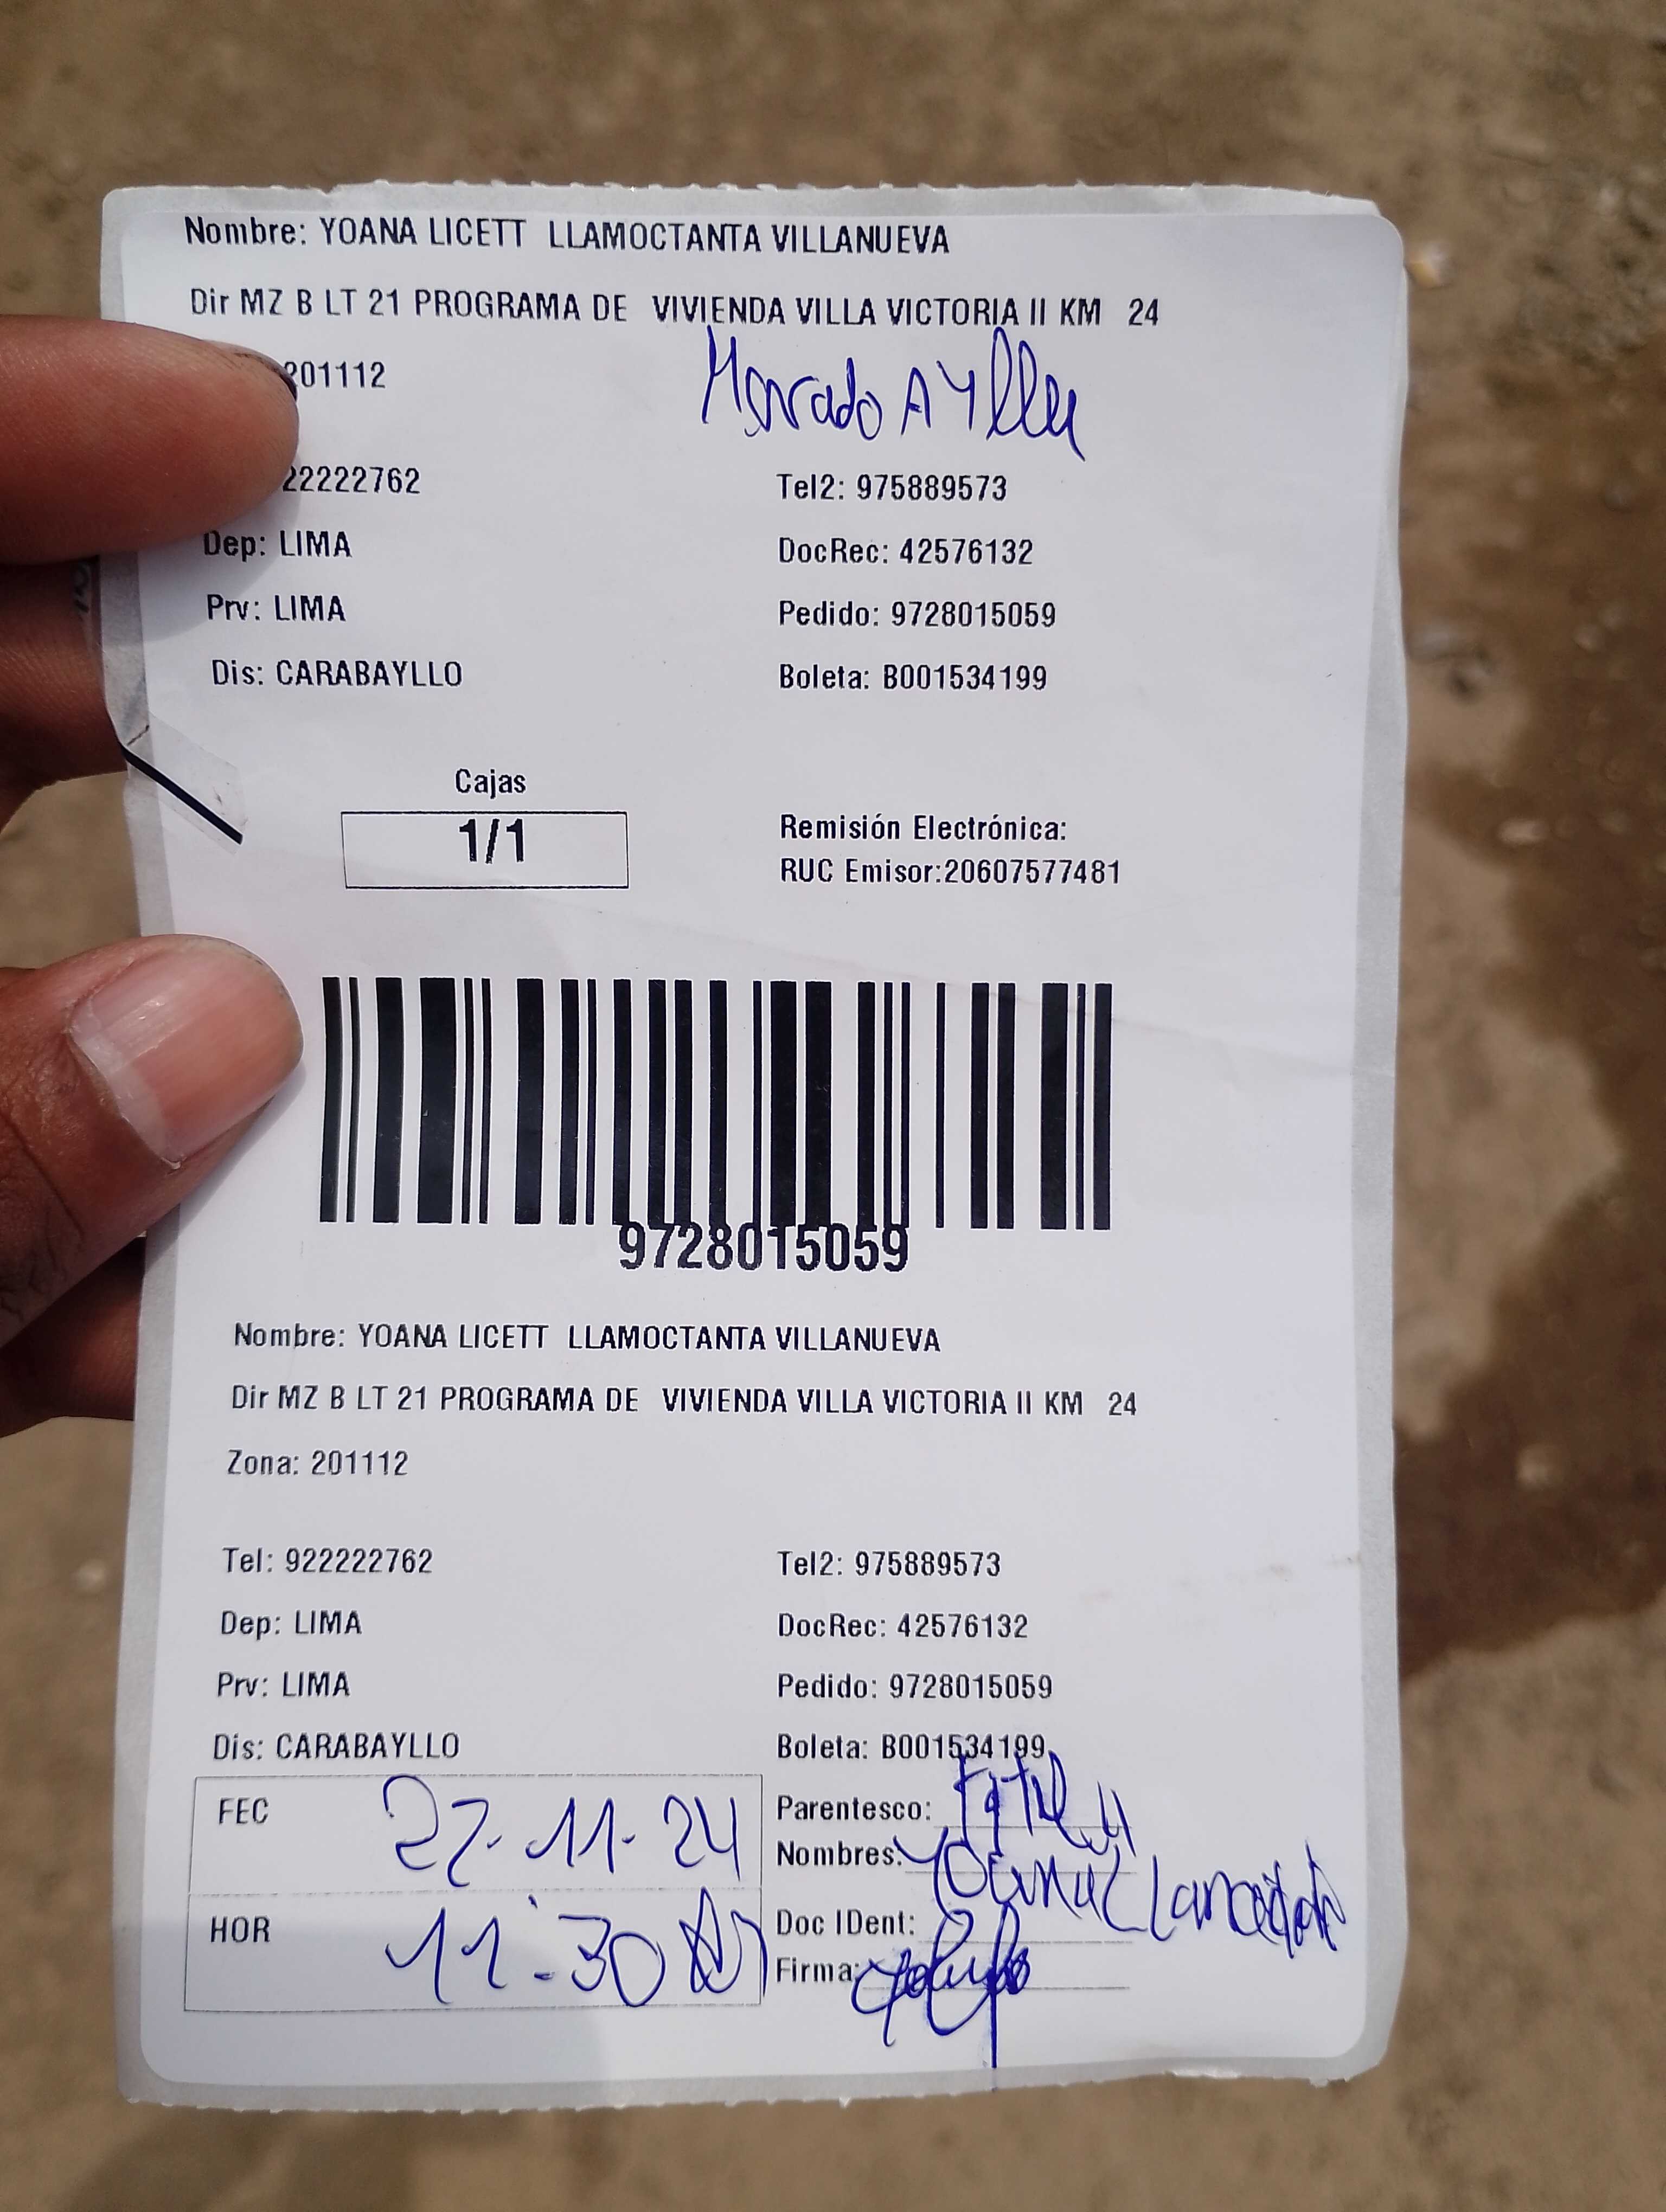 Nombre: YOANA LICETT LLAMOCTANTA VILLANUEVA
Dir MZ B LT 21 PROGRAMA DE VIVIENDA VILLA VICTORIA II KM 24
201112
22222762 Tel2: 975889573
Dep: LIMA DocRec: 42576132
Prv: LIMA Pedido: 9728015059
Dis: CARABAYLLO Boleta: B001534199
Cajas
1/1
Remisión Electrónica:
RUC Emisor:20607577481
9728015059
Nombre: YOANA LICETT LLAMOCTANTA VILLANUEVA
Dir MZ B LT 21 PROGRAMA DE VIVIENDA VILLA VICTORIA II KM 24
Zona: 201112
Tel: 922222762 Tel2: 975889573
Dep: LIMA DocRec: 42576132
Prv: LIMA Pedido: 9728015059
Dis: CARABAYLLO Boleta: B001534199
FEC 27-11-24 Parentesco:
Nombres:
HOR 11:30 Doc IDent:
Firma: